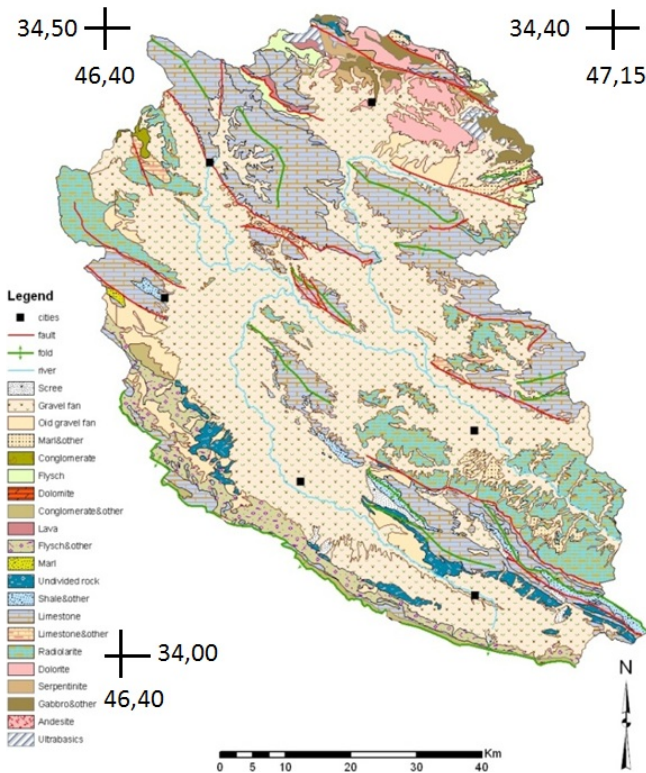 34,50
46,40
34,40
47,15
Legend
cities
fault
fold
river
Scree
Gravel fan
Old gravel fan
Marl&other
Conglomerate
Flysch
Dolomite
Conglomerate&other
Lava
Flysch&other
Marl
Undivided rock
Shale&other
Limestone
Limestone&other
Radiolarite
Dolorite
Serpentinite
Gabbro&other
Andesite
Ultrabasics
34,00
46,40
N
Km
0 5 10 20 30 40